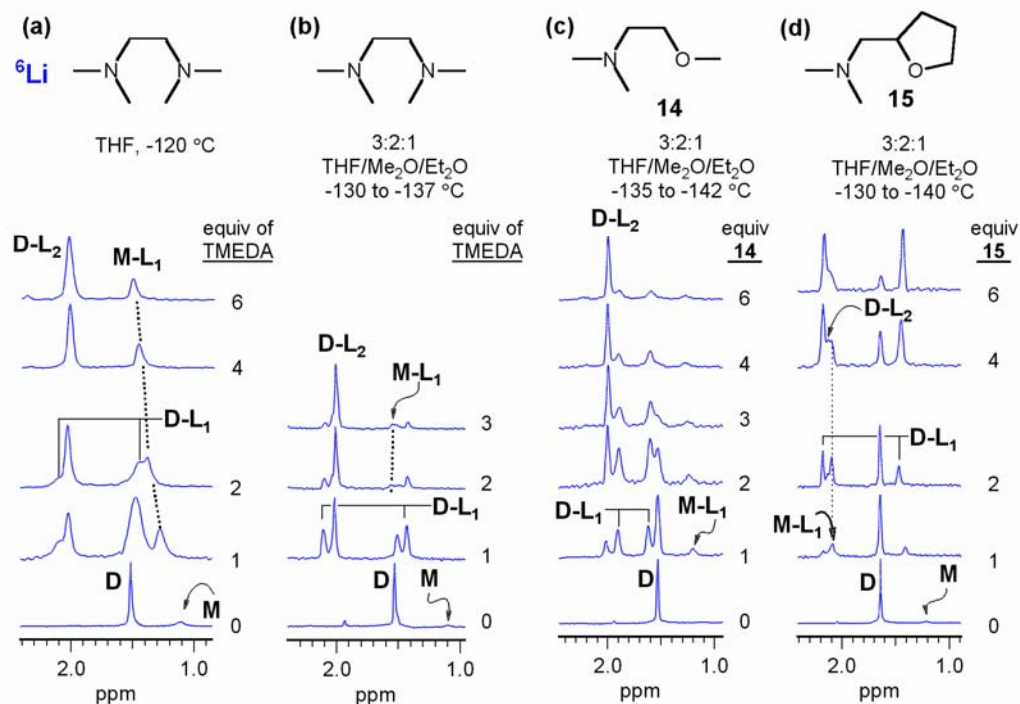 (a)
⁶Li
N
N
THF, -120 °C
equiv of
TMEDA
D-L₂
M-L₁
6
4
D-L₁
2
1
D
M
0
2.0
1.0
ppm
(b)
N
N
3:2:1
THF/Me₂O/Et₂O
-130 to -137 °C
equiv of
TMEDA
D-L₂
M-L₁
3
2
D-L₁
1
D
M
0
2.0
1.0
ppm
(c)
N
O
14
3:2:1
THF/Me₂O/Et₂O
-135 to -142 °C
equiv
14
D-L₂
6
4
3
2
D-L₁
M-L₁
1
D
0
2.0
1.0
ppm
(d)
N
O
15
3:2:1
THF/Me₂O/Et₂O
-130 to -140 °C
equiv
15
6
D-L₂
4
D-L₁
2
M-L₁
1
D
M
0
2.0
1.0
ppm